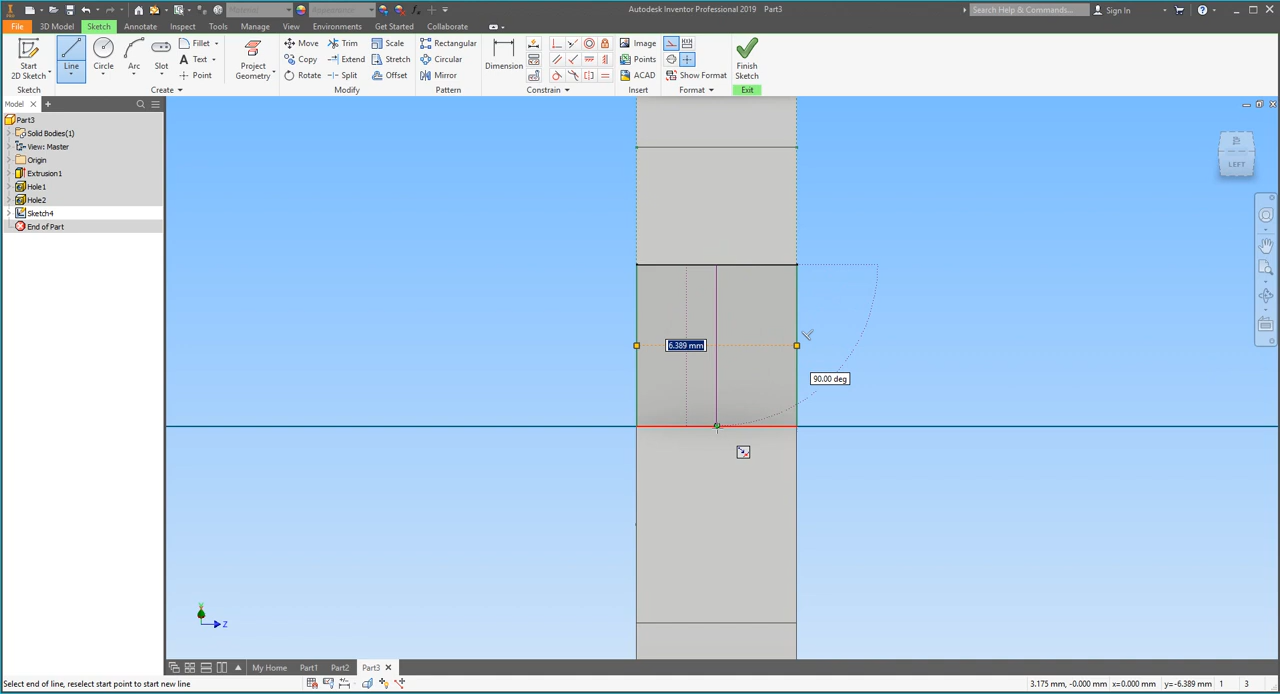 Material
Appearance
Autodesk Inventor Professional 2019 Part3
Search Help & Commands...
Sign In
File 3D Model Sketch Annotate Inspect Tools Manage View Environments Get Started Collaborate
Start
2D Sketch
Line
Circle
Arc
Slot
Fillet
Text
Point
Project
Geometry
Move Trim Scale
Copy Extend Stretch
Rotate Split Offset
Rectangular
Circular
Mirror
Dimension
Image
Points
ACAD
Show Format
Finish
Sketch
Sketch Create Modify Pattern Constrain Insert Format Exit
Model
Part3
Solid Bodies(1)
View: Master
Origin
Extrusion1
Hole1
Hole2
Sketch4
End of Part
LEFT
6.389 mm
90.00 deg
Z
My Home Part1 Part2 Part3
Select end of line, reselect start point to start new line
3.175 mm, -0.000 mm x=0.000 mm y=-6.389 mm 1 3